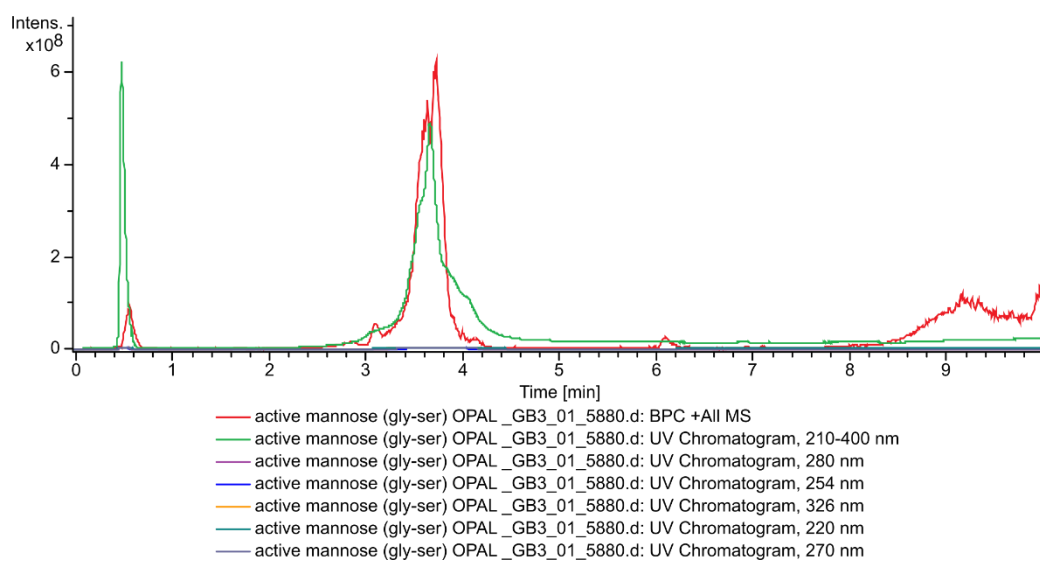 Intens.
x10⁸
6
4
2
0
0 1 2 3 4 5 6 7 8 9
Time [min]
active mannose (gly-ser) OPAL _GB3_01_5880.d: BPC +All MS
active mannose (gly-ser) OPAL _GB3_01_5880.d: UV Chromatogram, 210-400 nm
active mannose (gly-ser) OPAL _GB3_01_5880.d: UV Chromatogram, 280 nm
active mannose (gly-ser) OPAL _GB3_01_5880.d: UV Chromatogram, 254 nm
active mannose (gly-ser) OPAL _GB3_01_5880.d: UV Chromatogram, 326 nm
active mannose (gly-ser) OPAL _GB3_01_5880.d: UV Chromatogram, 220 nm
active mannose (gly-ser) OPAL _GB3_01_5880.d: UV Chromatogram, 270 nm